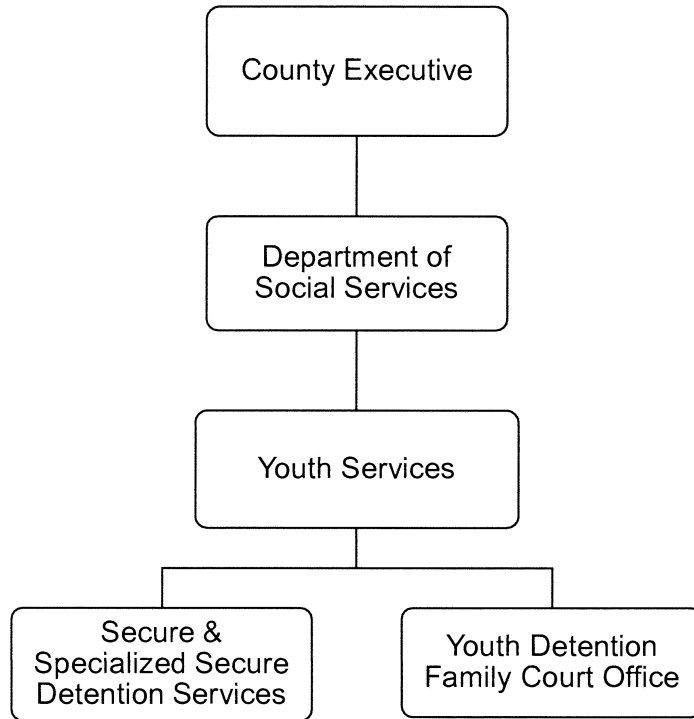 County Executive
Department of
Social Services
Youth Services
Secure &
Specialized Secure
Detention Services
Youth Detention
Family Court Office